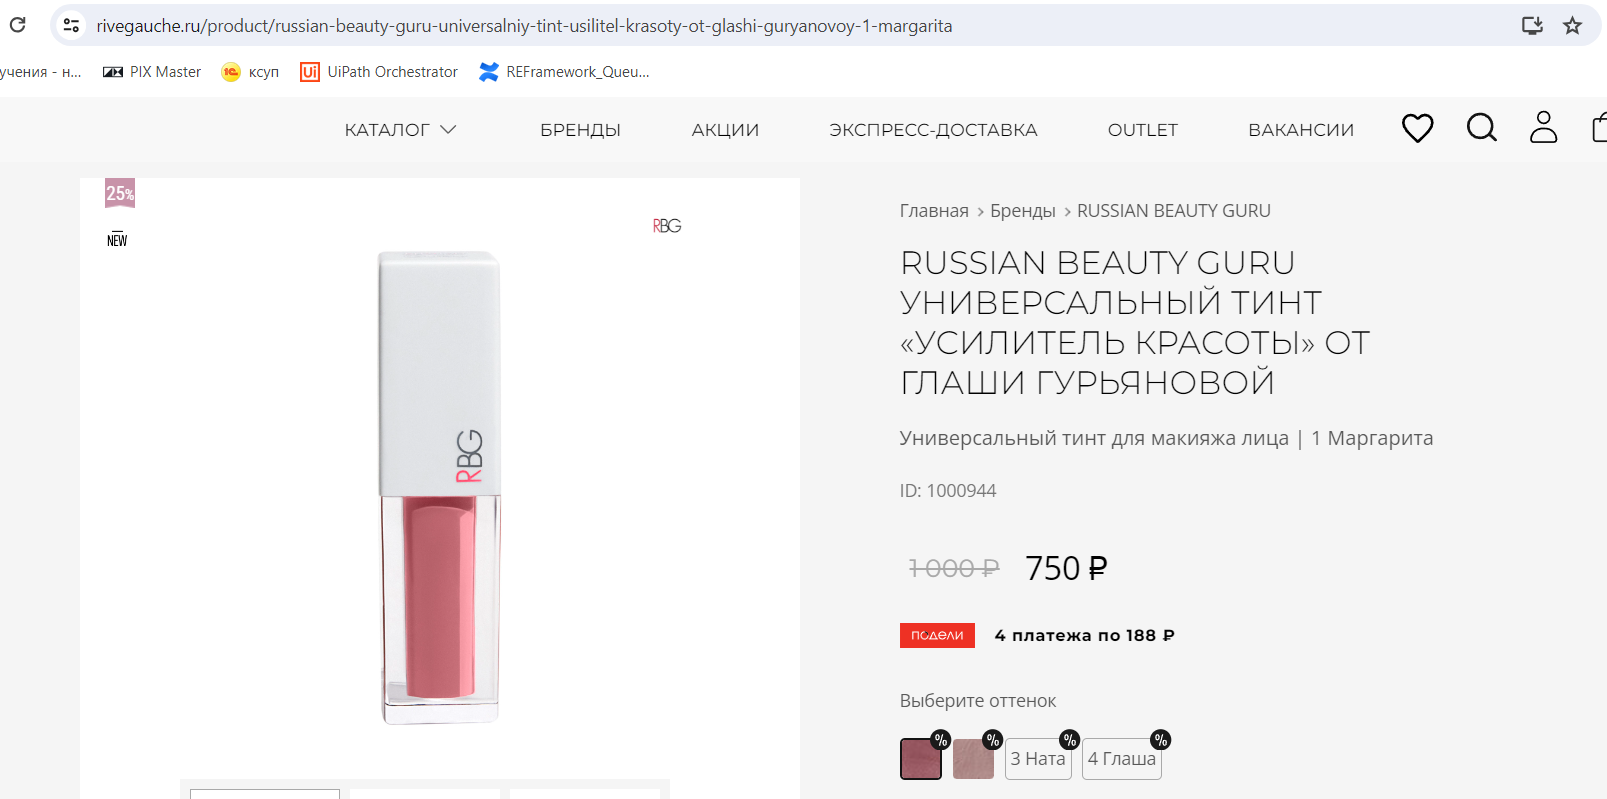 rivegauche.ru/product/russian-beauty-guru-universalniy-tint-usilitel-krasoty-ot-glashi-guryanovoy-1-margarita
учения - н...
PIX Master
ксуп
Ui
UiPath Orchestrator
REFramework_Queu...
КАТАЛОГ
БРЕНДЫ
АКЦИИ
ЭКСПРЕСС-ДОСТАВКА
OUTLET
ВАКАНСИИ
25%
NEW
RBG
RBG
Главная > Бренды > RUSSIAN BEAUTY GURU
RUSSIAN BEAUTY GURU
УНИВЕРСАЛЬНЫЙ ТИНТ
«УСИЛИТЕЛЬ КРАСОТЫ» ОТ
ГЛАШИ ГУРЬЯНОВОЙ
Универсальный тинт для макияжа лица | 1 Маргарита
ID: 1000944
1 000 ₽ 750 ₽
подели 4 платежа по 188 ₽
Выберите оттенок
% % % %
3 Ната 4 Глаша